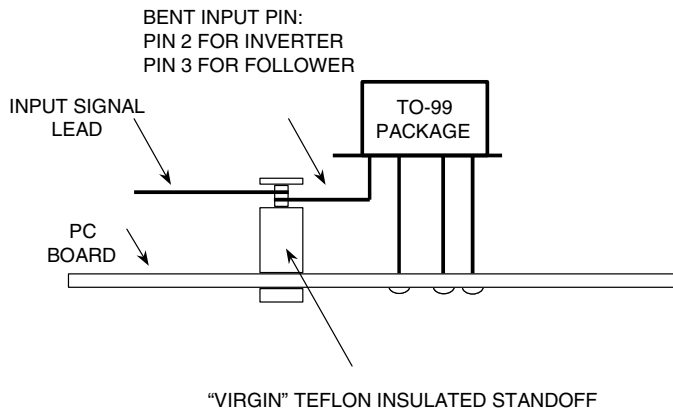 BENT INPUT PIN:
PIN 2 FOR INVERTER
PIN 3 FOR FOLLOWER
INPUT SIGNAL
LEAD
TO-99
PACKAGE
PC
BOARD
“VIRGIN” TEFLON INSULATED STANDOFF